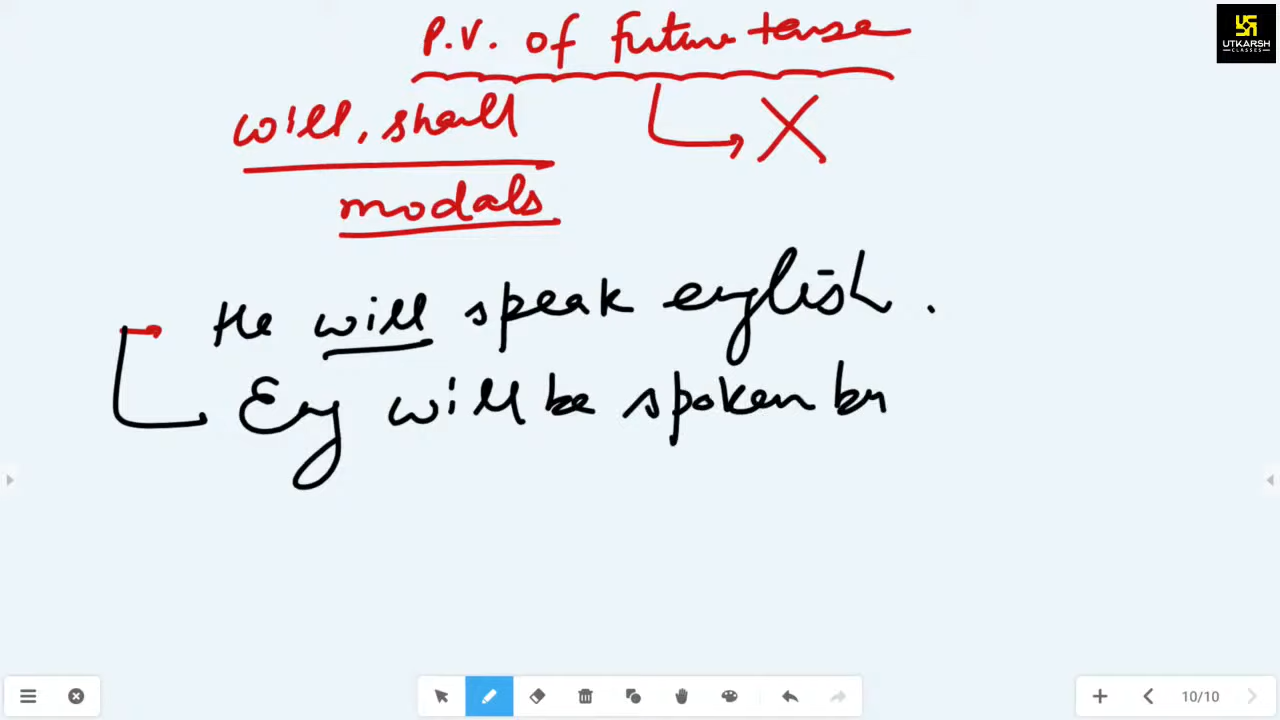 P.V. of future tense
UTKARSH
CLASSES
will, shall
modals
He will speak english.
Eng will be spoken by
10/10